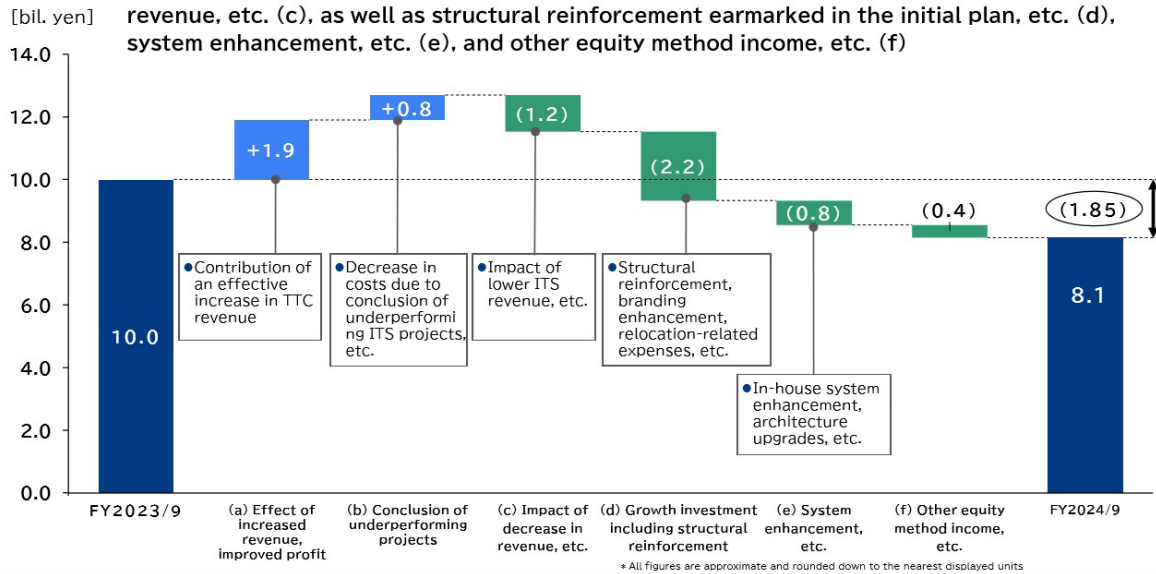 [bil. yen]
revenue, etc. (c), as well as structural reinforcement earmarked in the initial plan, etc. (d),
system enhancement, etc. (e), and other equity method income, etc. (f)
14.0
12.0
10.0
8.0
6.0
4.0
2.0
0.0
10.0
+1.9
+0.8
(1.2)
(2.2)
(0.8)
(0.4)
(1.85)
8.1
●Contribution of
an effective
increase in TTC
revenue
●Decrease in
costs due to
conclusion of
underperformi
ng ITS projects,
etc.
●Impact of
lower ITS
revenue, etc.
●Structural
reinforcement,
branding
enhancement,
relocation-related
expenses, etc.
●In-house system
enhancement,
architecture
upgrades, etc.
FY2023/9
(a) Effect of
increased
revenue,
improved profit
(b) Conclusion of
underperforming
projects
(c) Impact of
decrease in
revenue, etc.
(d) Growth investment
including structural
reinforcement
(e) System
enhancement,
etc.
(f) Other equity
method income,
etc.
FY2024/9
* All figures are approximate and rounded down to the nearest displayed units